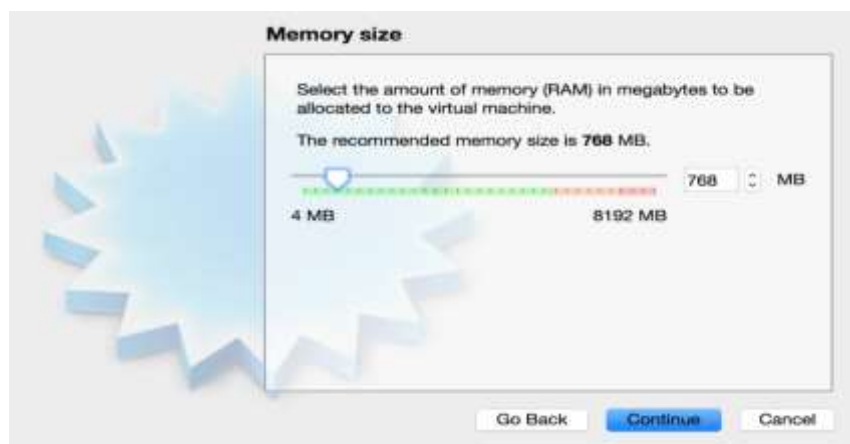 Memory size
Select the amount of memory (RAM) in megabytes to be
allocated to the virtual machine.
The recommended memory size is 768 MB.
768 MB
4 MB 8192 MB
Go Back Continue Cancel